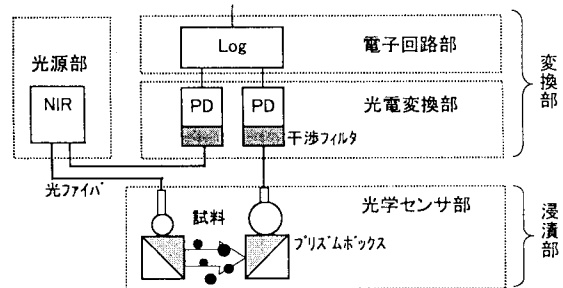 Log
電子回路部
光源部
NIR
PD
PD
光電変換部
干渉フィルタ
変換部
光ファイバ
試料
光学センサ部
プリズムボックス
浸漬部